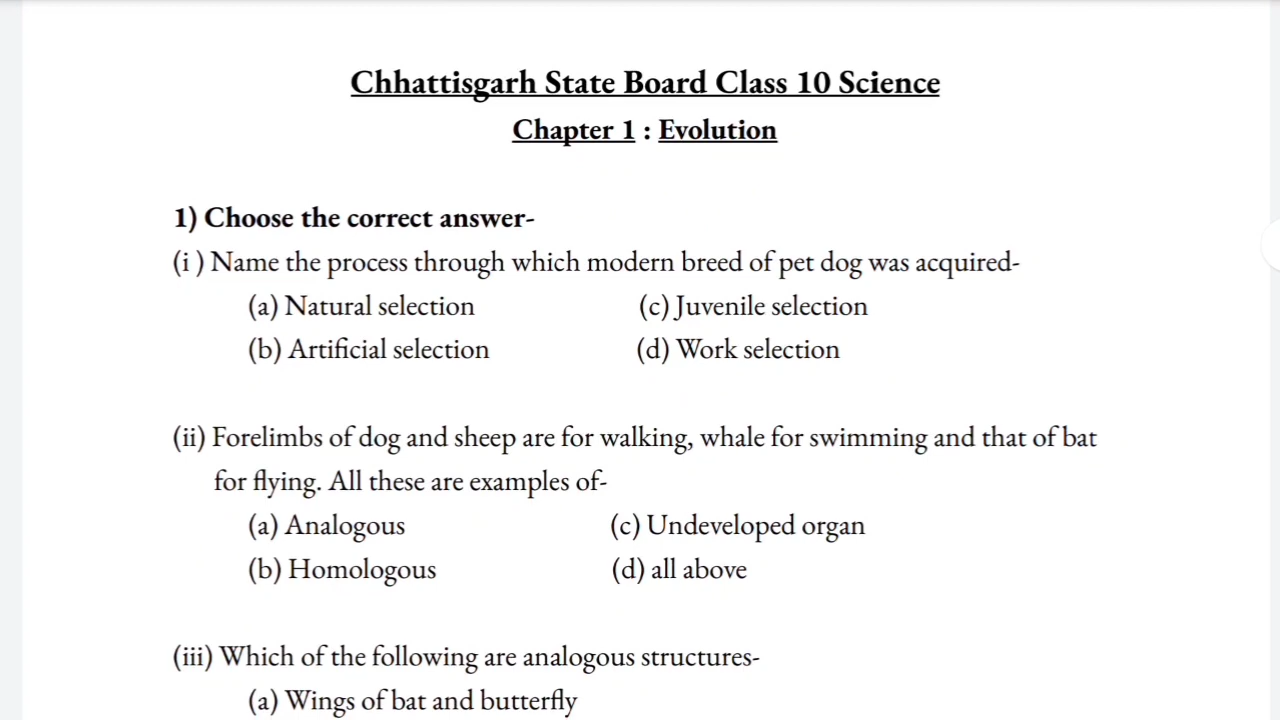 Chhattisgarh State Board Class 10 Science
Chapter 1 : Evolution
1) Choose the correct answer-
(i ) Name the process through which modern breed of pet dog was acquired-
(a) Natural selection (c) Juvenile selection
(b) Artificial selection (d) Work selection
(ii) Forelimbs of dog and sheep are for walking, whale for swimming and that of bat
for flying. All these are examples of-
(a) Analogous (c) Undeveloped organ
(b) Homologous (d) all above
(iii) Which of the following are analogous structures-
(a) Wings of bat and butterfly